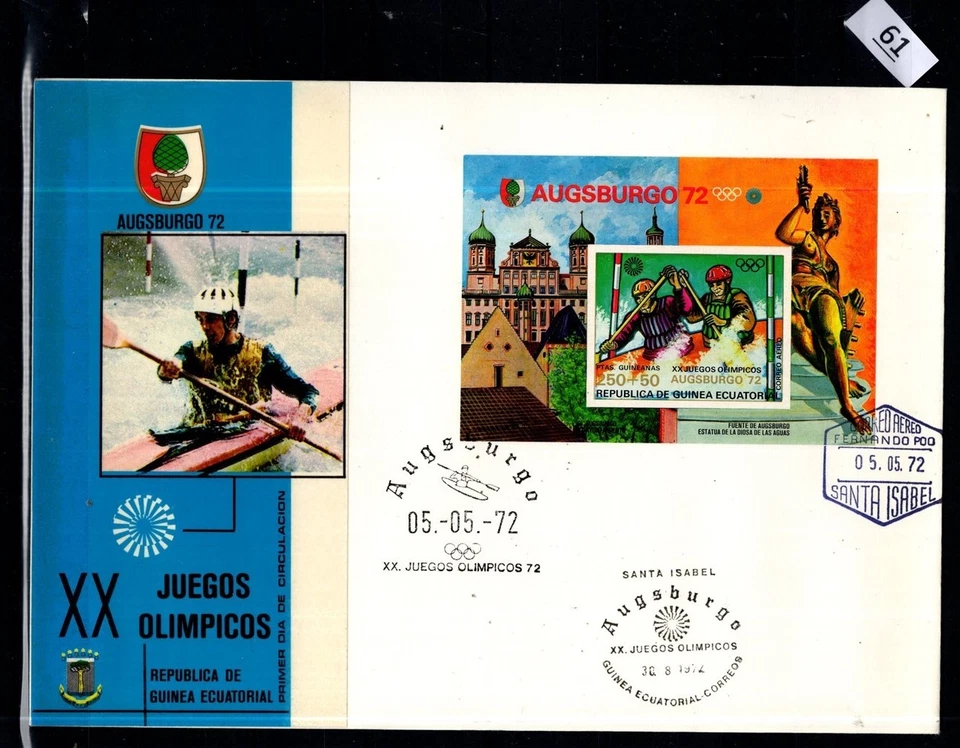 61
AUGSBURGO 72
XX
JUEGOS
OLIMPICOS
REPUBLICA DE
GUINEA ECUATORIAL
PRIMER DIA DE CIRCULACION
AUGSBURGO 72
PTAS. GUINEANAS
250+50
XX JUEGOS OLIMPICOS
AUGSBURGO 72
REPUBLICA DE GUINEA ECUATORIAL
CORREO AEREO
FUENTE DE AUGSBURGO
ESTATUA DE LA DIOSA DE LAS AGUAS
Augsburgo
05.-05.-72
XX. JUEGOS OLIMPICOS 72
AEREO
FERNANDO POO
05.05.72
SANTA ISABEL
SANTA ISABEL
Augsburgo
XX. JUEGOS OLIMPICOS
30 8 1972
GUINEA ECUATORIAL-CORREOS